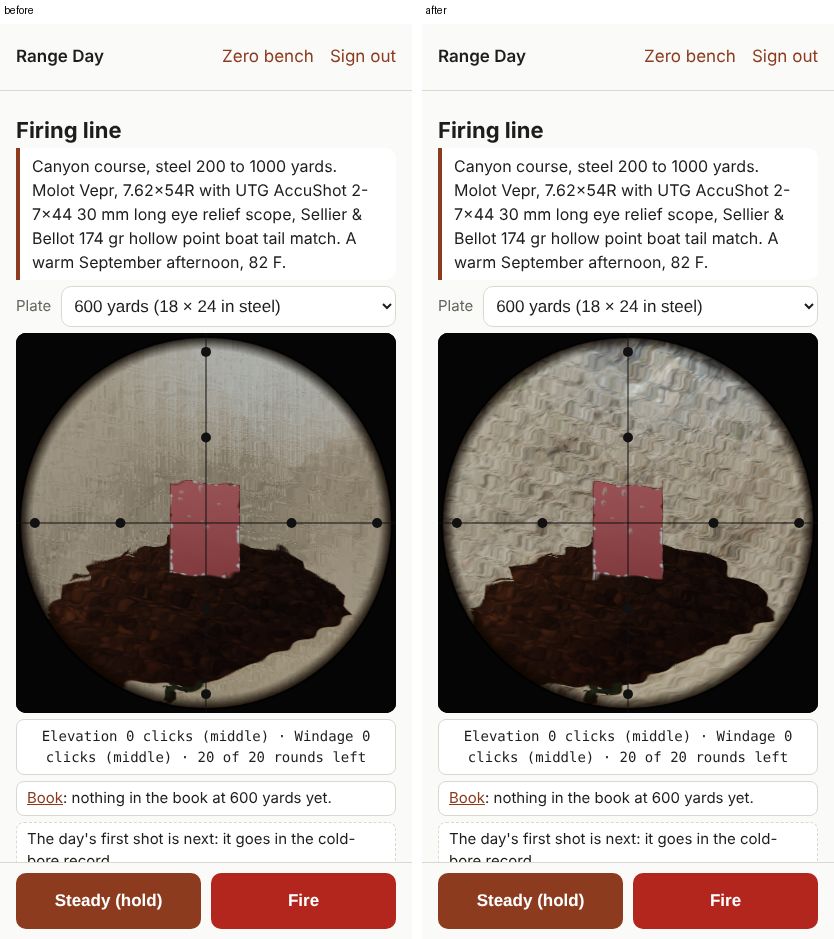 before
after
Range Day
Zero bench
Sign out
Firing line
Canyon course, steel 200 to 1000 yards.
Molot Vepr, 7.62×54R with UTG AccuShot 2-
7×44 30 mm long eye relief scope, Sellier &
Bellot 174 gr hollow point boat tail match. A
warm September afternoon, 82 F.
Plate
600 yards (18 × 24 in steel)
Elevation 0 clicks (middle) · Windage 0
clicks (middle) · 20 of 20 rounds left
Book: nothing in the book at 600 yards yet.
The day's first shot is next: it goes in the cold-
bore record
Steady (hold)
Fire
Range Day
Zero bench
Sign out
Firing line
Canyon course, steel 200 to 1000 yards.
Molot Vepr, 7.62×54R with UTG AccuShot 2-
7×44 30 mm long eye relief scope, Sellier &
Bellot 174 gr hollow point boat tail match. A
warm September afternoon, 82 F.
Plate
600 yards (18 × 24 in steel)
Elevation 0 clicks (middle) · Windage 0
clicks (middle) · 20 of 20 rounds left
Book: nothing in the book at 600 yards yet.
The day's first shot is next: it goes in the cold-
bore record
Steady (hold)
Fire